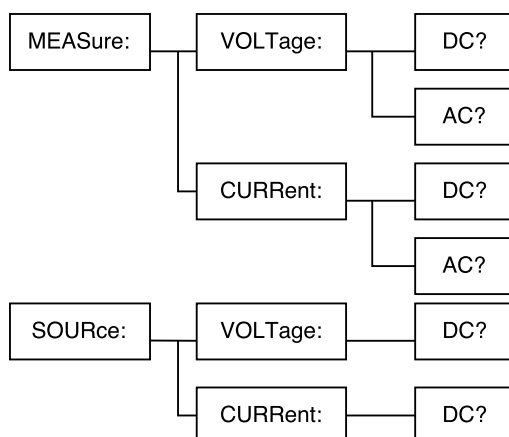 MEASure: VOLTage: DC?
AC?
CURRent: DC?
AC?
SOURce: VOLTage: DC?
CURRent: DC?